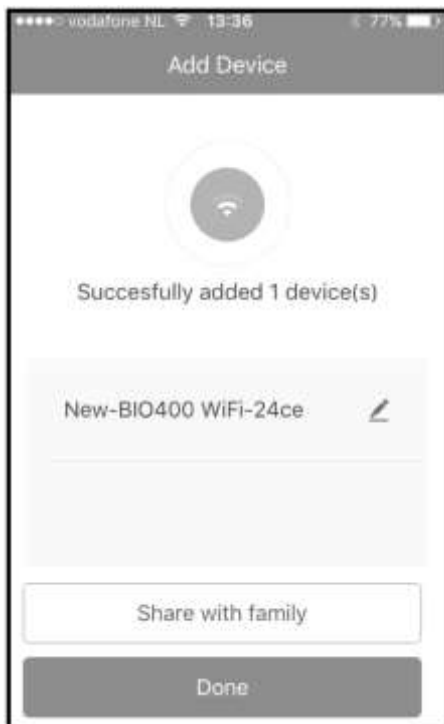 vodafone NL 13:36 77%
Add Device
Succesfully added 1 device(s)
New-BIO400 WiFi-24ce
Share with family
Done